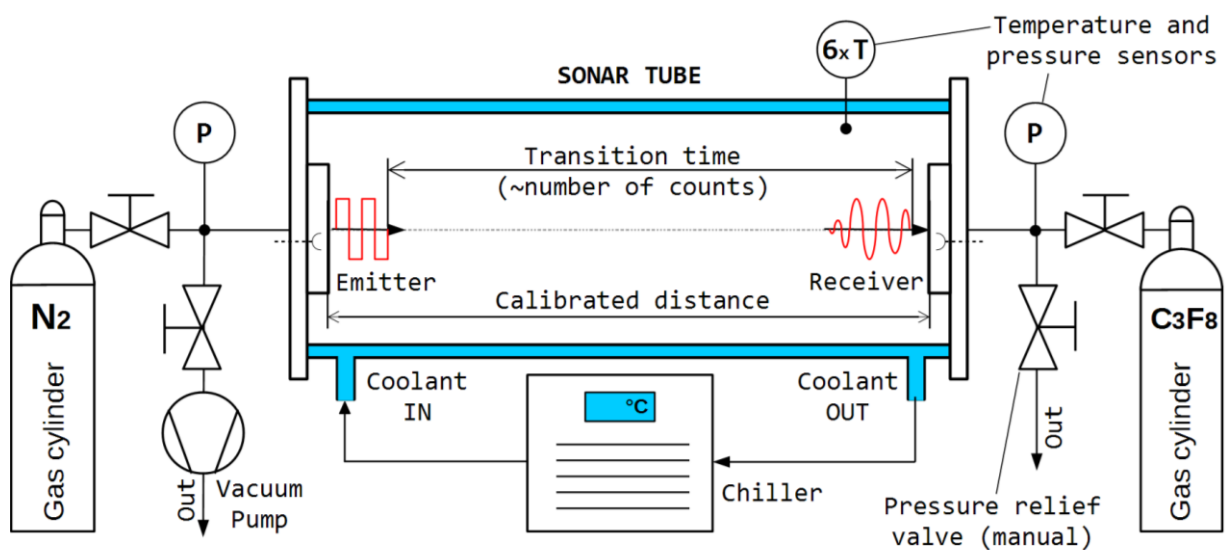 Temperature and
pressure sensors
6xT
SONAR TUBE
P
P
Transition time
(~number of counts)
Emitter
Receiver
Calibrated distance
N2
Gas cylinder
C3F8
Gas cylinder
Coolant
IN
°C
Coolant
OUT
Out
Vacuum
Pump
Chiller
Out
Pressure relief
valve (manual)